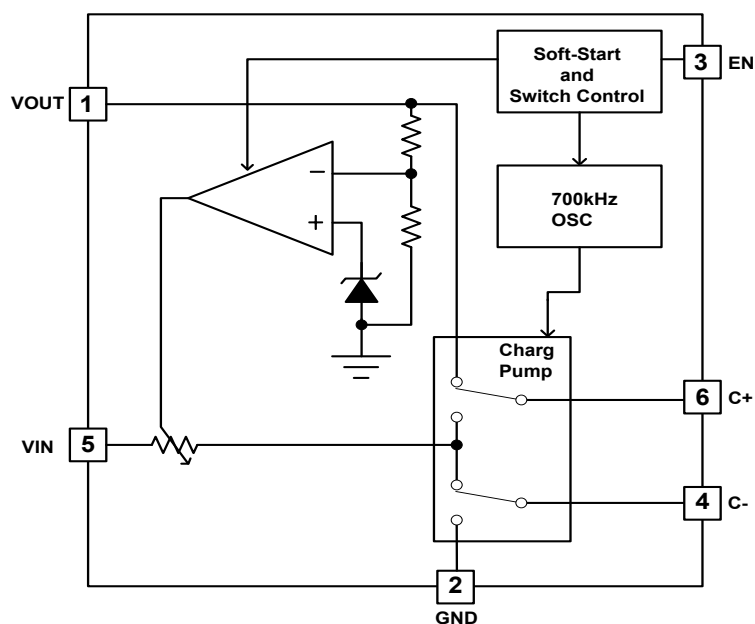 Soft-Start
and
Switch Control
3 EN
VOUT 1
−
+
700kHz
OSC
Charg
Pump
6 C+
VIN 5
4 C-
2
GND